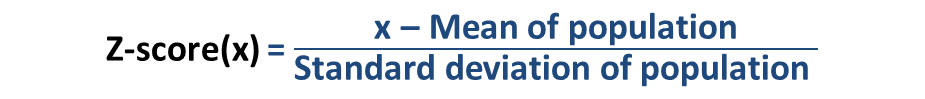 x – Mean of population
Z-score(x) =
Standard deviation of population